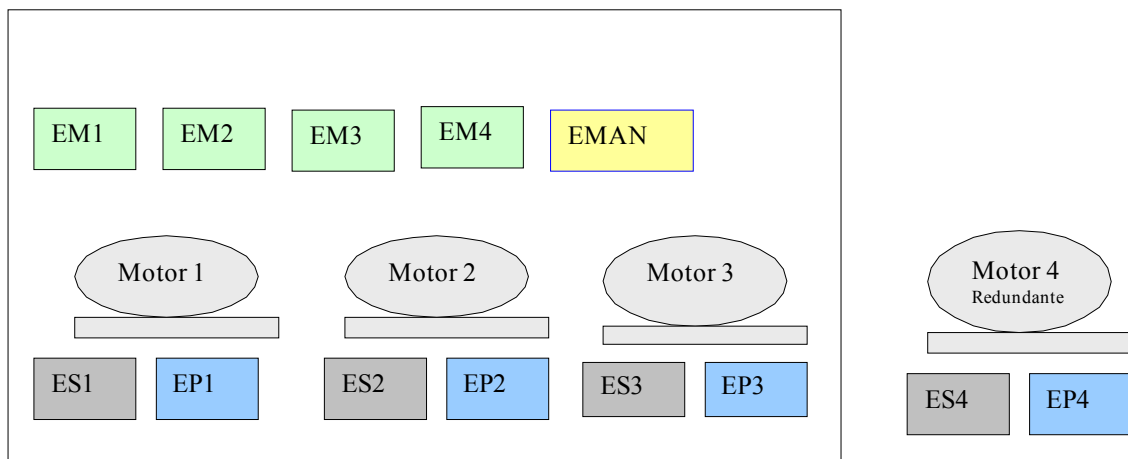 EM1
EM2
EM3
EM4
EMAN
Motor 1
Motor 2
Motor 3
Motor 4
Redundante
ES1
EP1
ES2
EP2
ES3
EP3
ES4
EP4